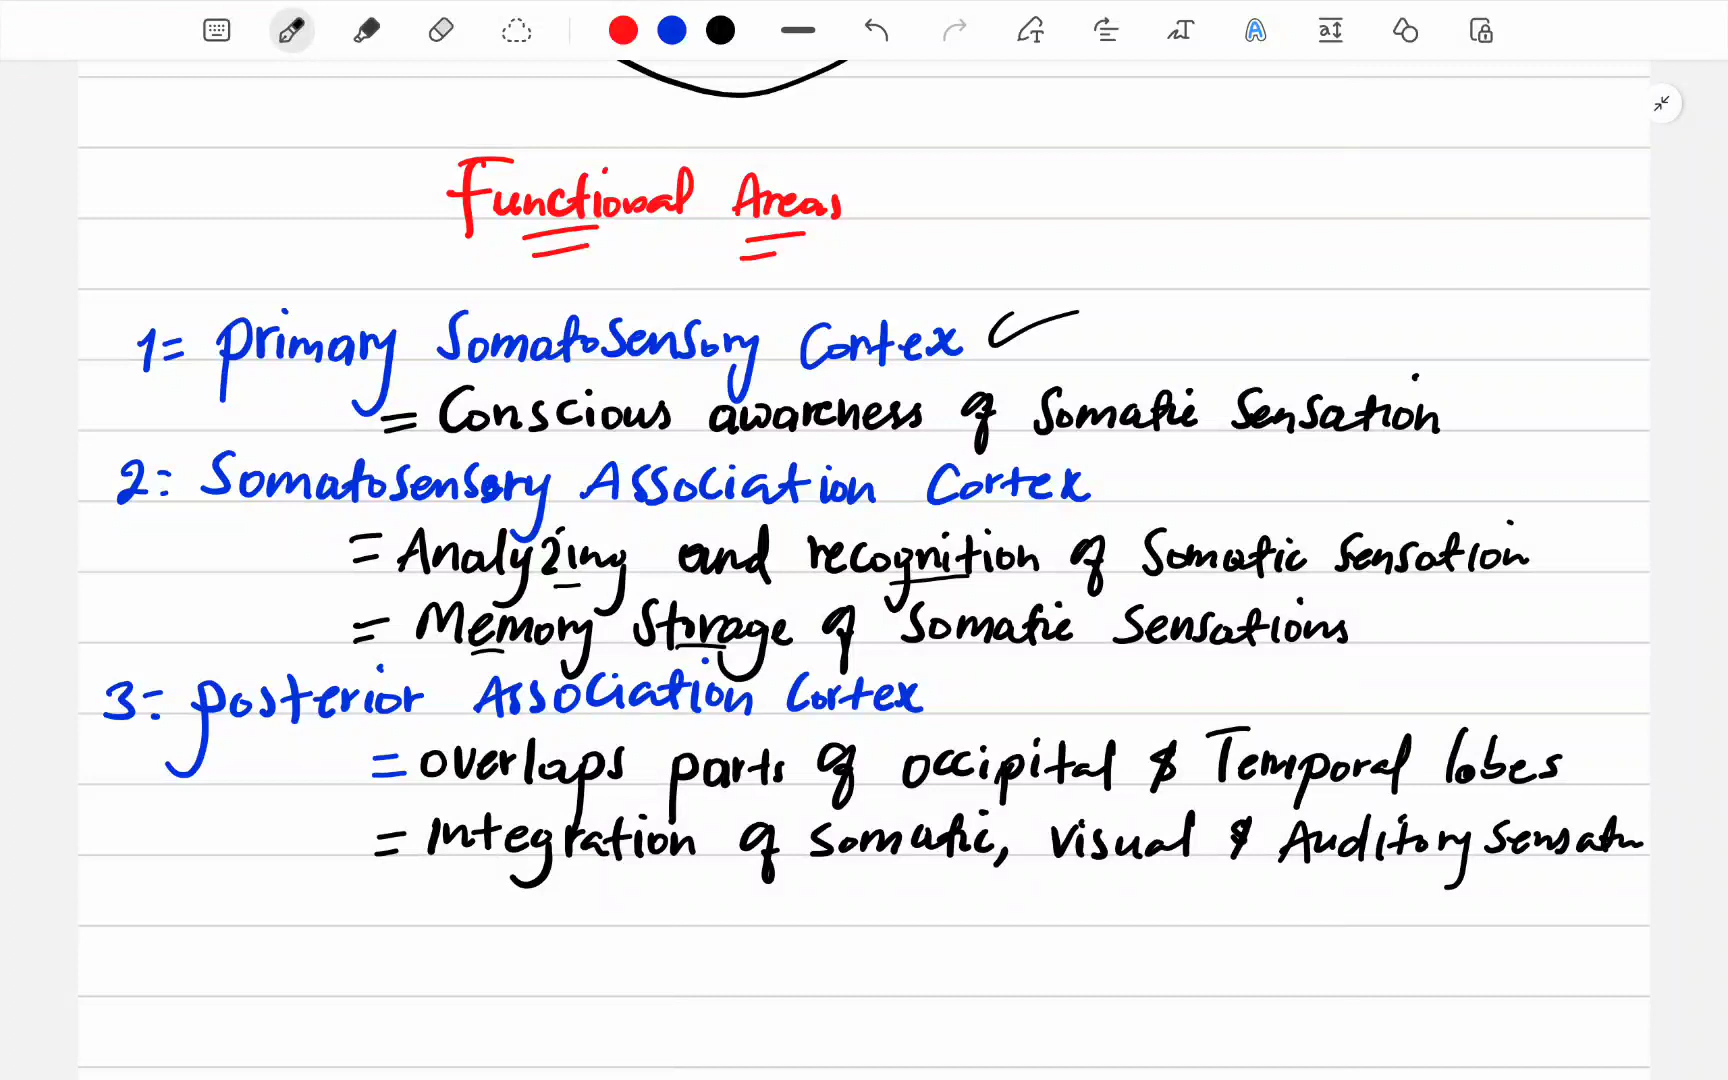 Functional Areas
1= Primary Somatosensory Cortex
= Conscious awareness of Somatic Sensation
2= Somatosensory Association Cortex
= Analyzing and recognition of Somatic Sensation
= Memory Storage of Somatic Sensations
3= Posterior Association Cortex
= overlaps parts of occipital & Temporal lobes
= Integration of somatic, visual & Auditory sensatn